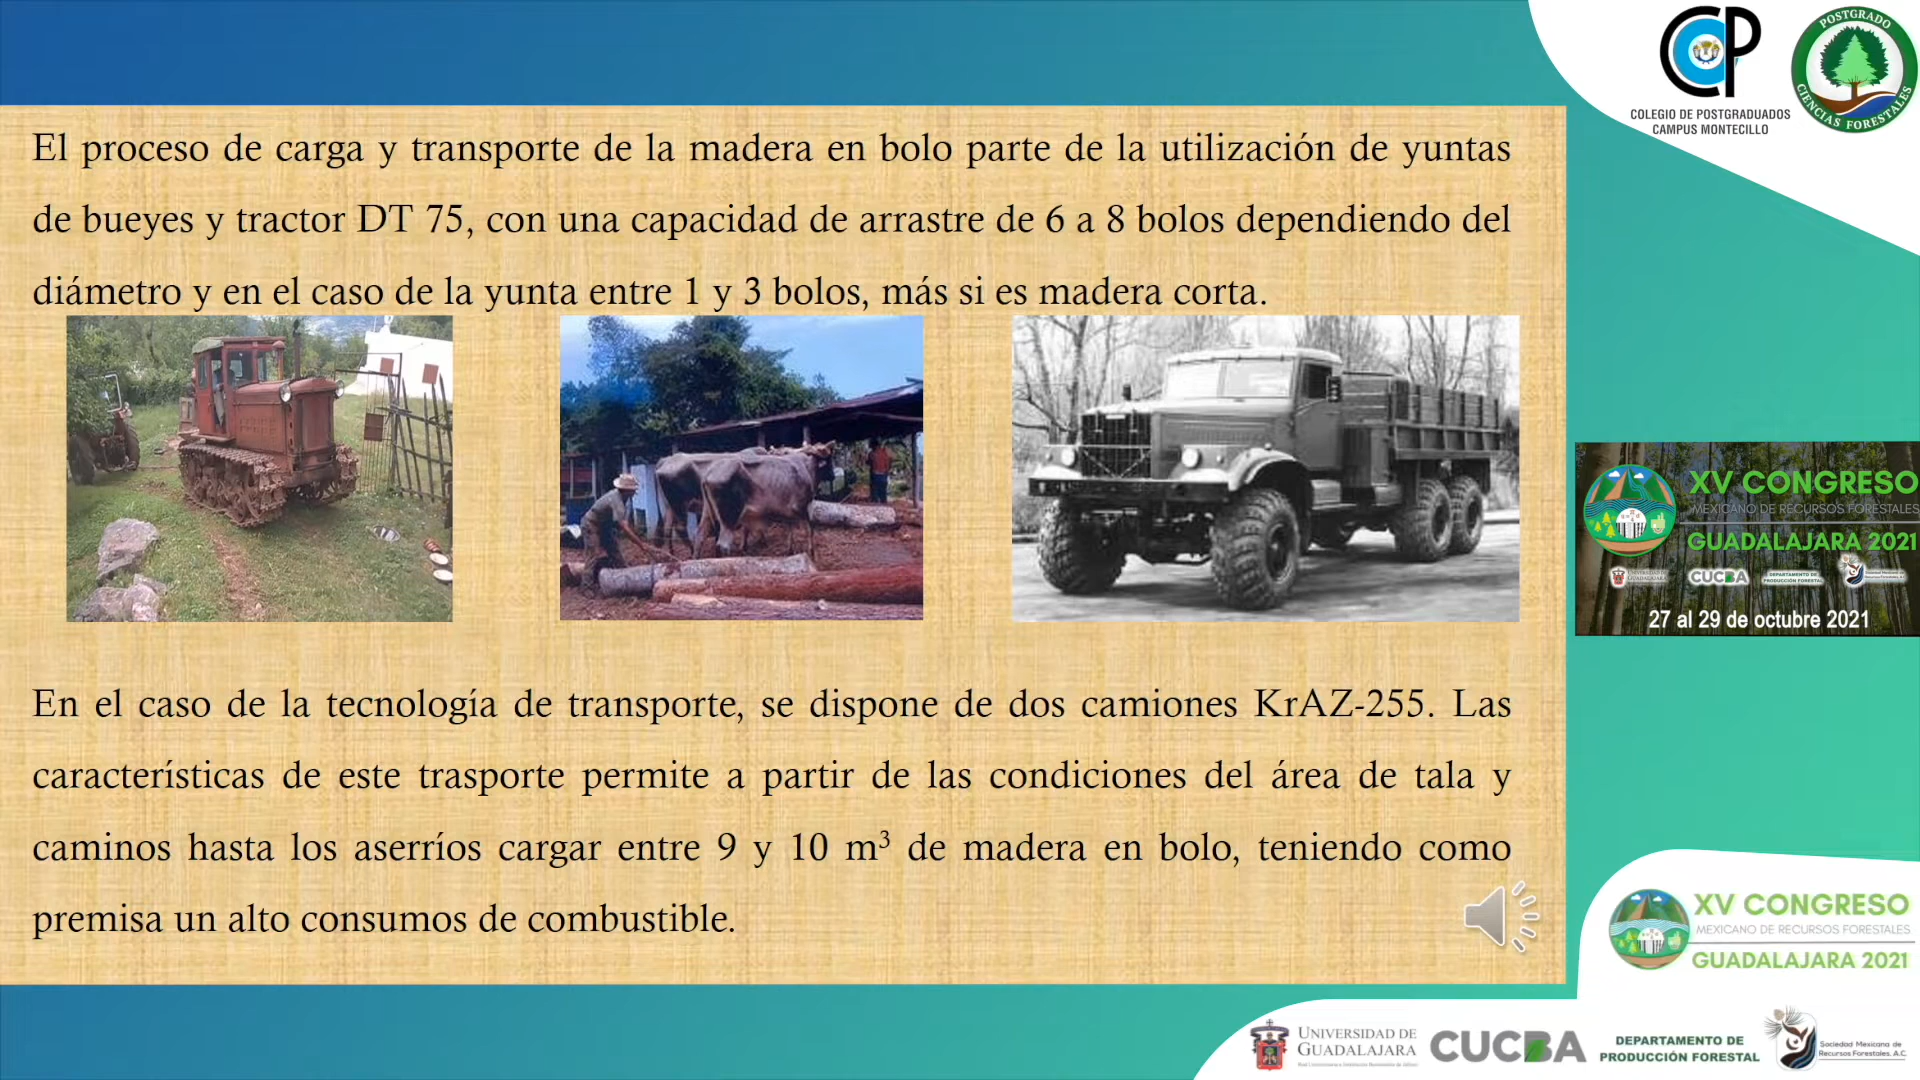 COLEGIO DE POSTGRADUADOS
CAMPUS MONTECILLO
POSTGRADO
CIENCIAS FORESTALES
El proceso de carga y transporte de la madera en bolo parte de la utilización de yuntas
de bueyes y tractor DT 75, con una capacidad de arrastre de 6 a 8 bolos dependiendo del
diámetro y en el caso de la yunta entre 1 y 3 bolos, más si es madera corta.
XV CONGRESO
MEXICANO DE RECURSOS FORESTALES
GUADALAJARA 2021
UNIVERSIDAD DE
GUADALAJARA
CUCBA
DEPARTAMENTO DE
PRODUCCIÓN FORESTAL
27 al 29 de octubre 2021
En el caso de la tecnología de transporte, se dispone de dos camiones KrAZ-255. Las
características de este trasporte permite a partir de las condiciones del área de tala y
caminos hasta los aserríos cargar entre 9 y 10 m³ de madera en bolo, teniendo como
premisa un alto consumos de combustible.
XV CONGRESO
MEXICANO DE RECURSOS FORESTALES
GUADALAJARA 2021
UNIVERSIDAD DE
GUADALAJARA
CUCBA
DEPARTAMENTO DE
PRODUCCIÓN FORESTAL
Sociedad Mexicana de
Recursos Forestales, A.C.